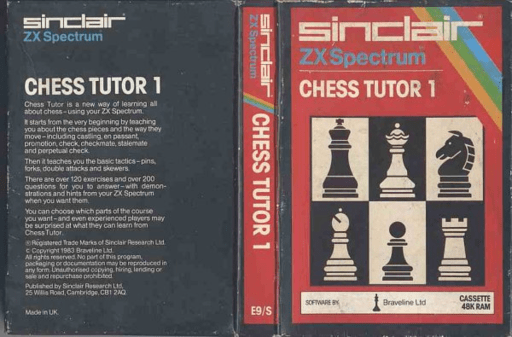 sinclair
ZX Spectrum
CHESS TUTOR 1
Chess Tutor is a new way of learning all
about chess – using your ZX Spectrum.
It starts from the very beginning by teaching
you about the chess pieces and the way they
move – including castling, en passant,
promotion, check, checkmate, stalemate
and perpetual check.
Then it teaches you the basic tactics – pins,
forks, double attacks and skewers.
There are over 120 exercises and over 200
questions for you to answer – with demon-
strations and hints from your ZX Spectrum
when you want them.
You can choose which parts of the course
you want – and even experienced players may
be surprised at what they can learn from
Chess Tutor.
® Registered Trade Marks of Sinclair Research Ltd.
© Copyright 1983 Braveline Ltd.
All rights reserved. No part of this program,
packaging or documentation may be reproduced in
any form. Unauthorised copying, hiring, lending or
sale and repurchase prohibited.
Published by Sinclair Research Ltd,
25 Willis Road, Cambridge, CB1 2AQ
Made in UK.
sinclair
ZX Spectrum
CHESS TUTOR 1
E9/S
sinclair
ZX Spectrum
CHESS TUTOR 1
SOFTWARE BY
Braveline Ltd
CASSETTE
48K RAM